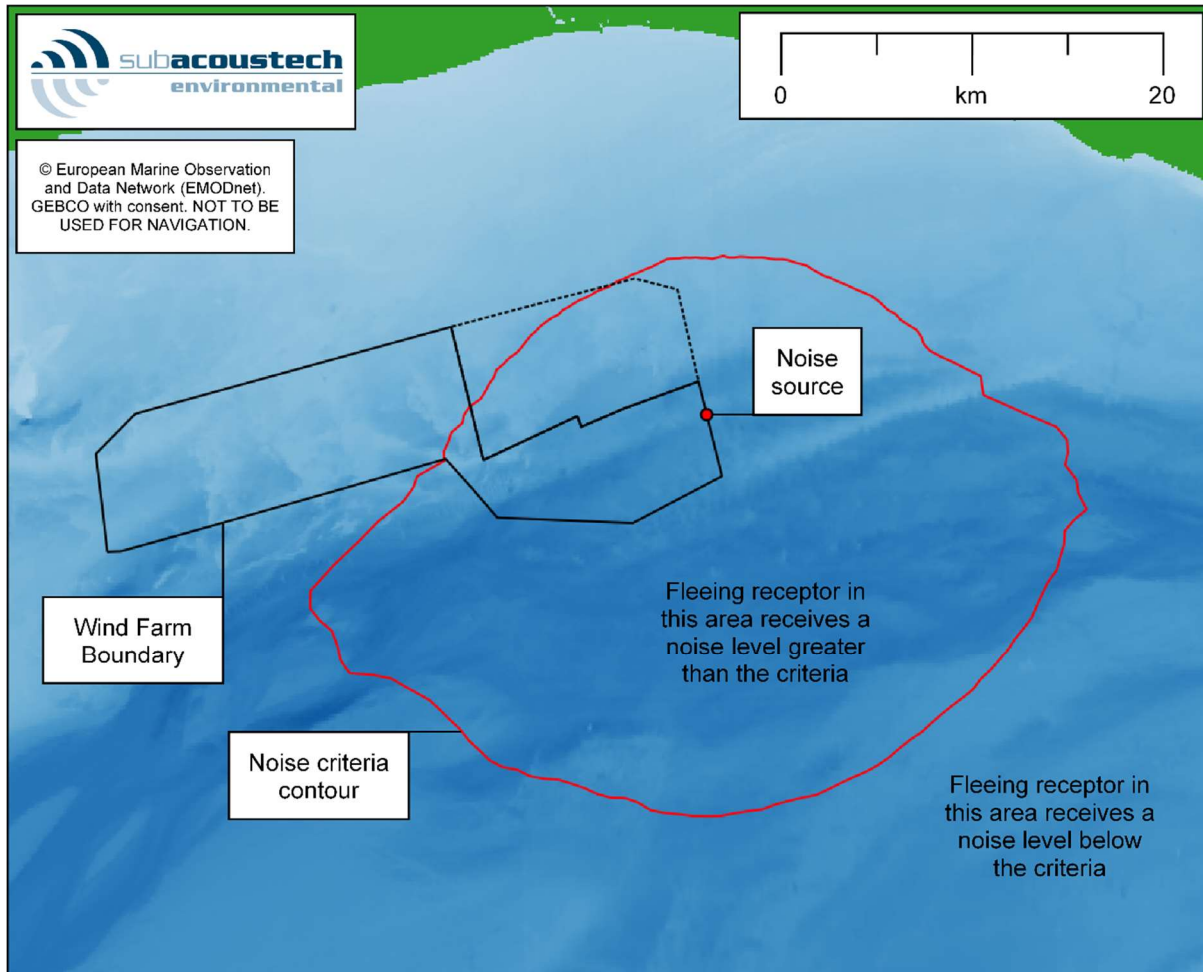 subacoustech
environmental
0 20
km
© European Marine Observation
and Data Network (EMODnet).
GEBCO with consent. NOT TO BE
USED FOR NAVIGATION.
Noise
source
Fleeing receptor in
this area receives a
noise level greater
than the criteria
Wind Farm
Boundary
Noise criteria
contour
Fleeing receptor in
this area receives a
noise level below
the criteria